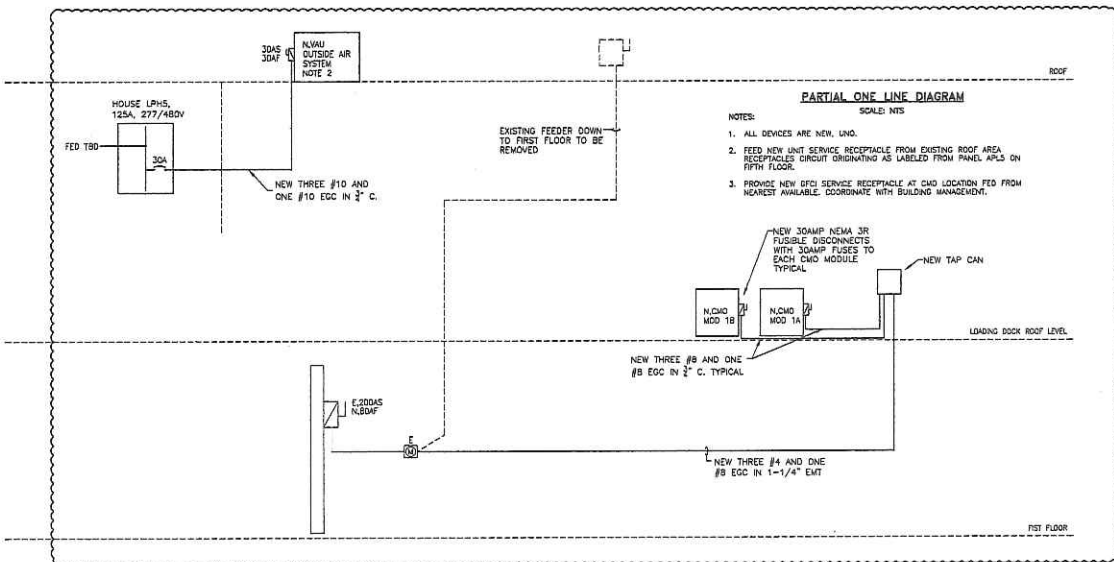 30AS
30AF
N,VAU
OUTSIDE AIR
SYSTEM
NOTE 2
ROOF
HOUSE LPH5,
125A, 277/480V
FED TBD
30A
NEW THREE #10 AND
ONE #10 EGC IN 3/4" C.
EXISTING FEEDER DOWN
TO FIRST FLOOR TO BE
REMOVED
PARTIAL ONE LINE DIAGRAM
SCALE: NTS
NOTES:
1. ALL DEVICES ARE NEW, UNO.
2. FEED NEW UNIT SERVICE RECEPTACLE FROM EXISTING ROOF AREA
RECEPTACLES CIRCUIT ORIGINATING AS LABELED FROM PANEL APL5 ON
FIFTH FLOOR.
3. PROVIDE NEW GFCI SERVICE RECEPTACLE AT CMO LOCATION FED FROM
NEAREST AVAILABLE. COORDINATE WITH BUILDING MANAGEMENT.
NEW 30AMP NEMA 3R
FUSIBLE DISCONNECTS
WITH 30AMP FUSES TO
EACH CMO MODULE
TYPICAL
NEW TAP CAN
N,CMO
MOD 1B
N,CMO
MOD 1A
LOADING DOCK ROOF LEVEL
NEW THREE #8 AND ONE
#8 EGC IN 3/4" C. TYPICAL
E,200AS
N,80AF
E
M
NEW THREE #4 AND ONE
#8 EGC IN 1-1/4" EMT
FIST FLOOR